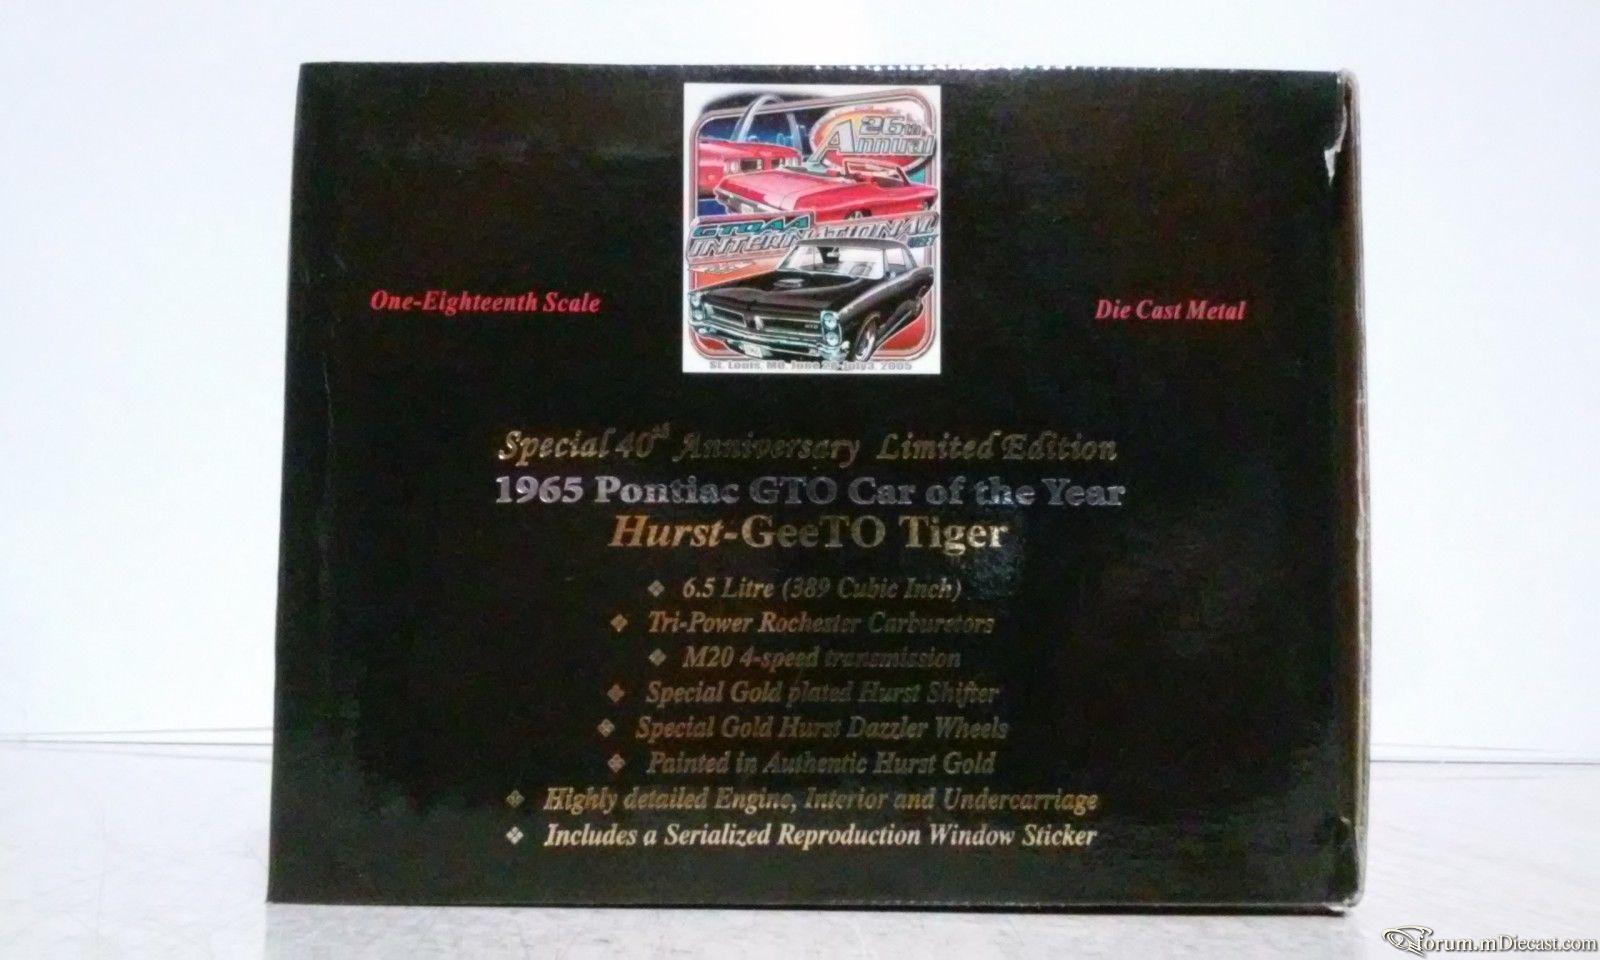 26th
Annual
GTOAA
INTERNATIONAL
St. Louis, MO, June July 3, 2005
One-Eighteenth Scale
Die Cast Metal
Special 40th Anniversary Limited Edition
1965 Pontiac GTO Car of the Year
Hurst-GeeTO Tiger
❖ 6.5 Litre (389 Cubic Inch)
❖ Tri-Power Rochester Carburetors
❖ M20 4-speed transmission
❖ Special Gold plated Hurst Shifter
❖ Special Gold Hurst Dazzler Wheels
❖ Painted in Authentic Hurst Gold
❖ Highly detailed Engine, Interior and Undercarriage
❖ Includes a Serialized Reproduction Window Sticker
forum.mDiecast.com